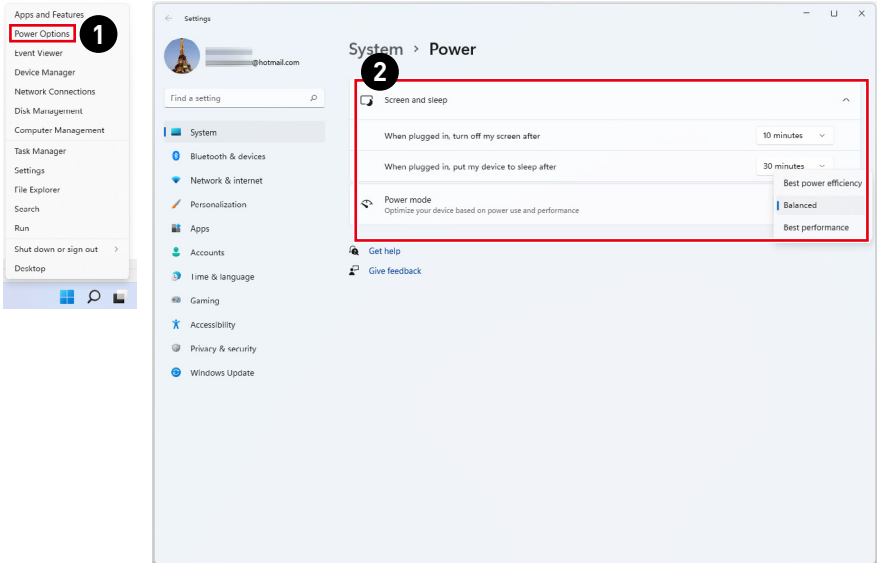 Apps and Features
Power Options
1
Event Viewer
Device Manager
Network Connections
Disk Management
Computer Management
Task Manager
Settings
File Explorer
Search
Run
Shut down or sign out
Desktop
Settings
@hotmail.com
Find a setting
System
Bluetooth & devices
Network & internet
Personalization
Apps
Accounts
Time & language
Gaming
Accessibility
Privacy & security
Windows Update
System > Power
2
Screen and sleep
When plugged in, turn off my screen after
10 minutes
When plugged in, put my device to sleep after
30 minutes
Power mode
Optimize your device based on power use and performance
Best power efficiency
Balanced
Best performance
Get help
Give feedback